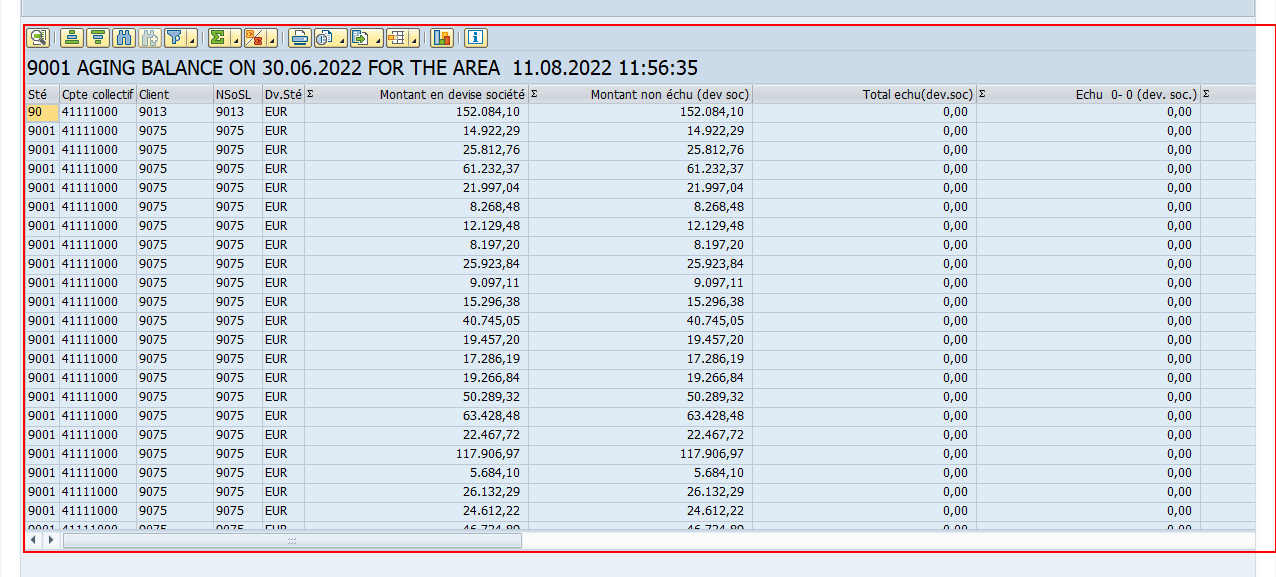 9001 AGING BALANCE ON 30.06.2022 FOR THE AREA  11.08.2022 11:56:35
Sté Cpte collectif Client NSoSL Dv.Sté Σ Montant en devise société Σ Montant non échu (dev soc) Total echu(dev.soc) Σ Echu  0- 0 (dev. soc.) Σ
90 41111000 9013 9013 EUR 152.084,10 152.084,10 0,00 0,00
9001 41111000 9075 9075 EUR 14.922,29 14.922,29 0,00 0,00
9001 41111000 9075 9075 EUR 25.812,76 25.812,76 0,00 0,00
9001 41111000 9075 9075 EUR 61.232,37 61.232,37 0,00 0,00
9001 41111000 9075 9075 EUR 21.997,04 21.997,04 0,00 0,00
9001 41111000 9075 9075 EUR 8.268,48 8.268,48 0,00 0,00
9001 41111000 9075 9075 EUR 12.129,48 12.129,48 0,00 0,00
9001 41111000 9075 9075 EUR 8.197,20 8.197,20 0,00 0,00
9001 41111000 9075 9075 EUR 25.923,84 25.923,84 0,00 0,00
9001 41111000 9075 9075 EUR 9.097,11 9.097,11 0,00 0,00
9001 41111000 9075 9075 EUR 15.296,38 15.296,38 0,00 0,00
9001 41111000 9075 9075 EUR 40.745,05 40.745,05 0,00 0,00
9001 41111000 9075 9075 EUR 19.457,20 19.457,20 0,00 0,00
9001 41111000 9075 9075 EUR 17.286,19 17.286,19 0,00 0,00
9001 41111000 9075 9075 EUR 19.266,84 19.266,84 0,00 0,00
9001 41111000 9075 9075 EUR 50.289,32 50.289,32 0,00 0,00
9001 41111000 9075 9075 EUR 63.428,48 63.428,48 0,00 0,00
9001 41111000 9075 9075 EUR 22.467,72 22.467,72 0,00 0,00
9001 41111000 9075 9075 EUR 117.906,97 117.906,97 0,00 0,00
9001 41111000 9075 9075 EUR 5.684,10 5.684,10 0,00 0,00
9001 41111000 9075 9075 EUR 26.132,29 26.132,29 0,00 0,00
9001 41111000 9075 9075 EUR 24.612,22 24.612,22 0,00 0,00
9001 41111000 9075 9075 EUR 0,00 0,00